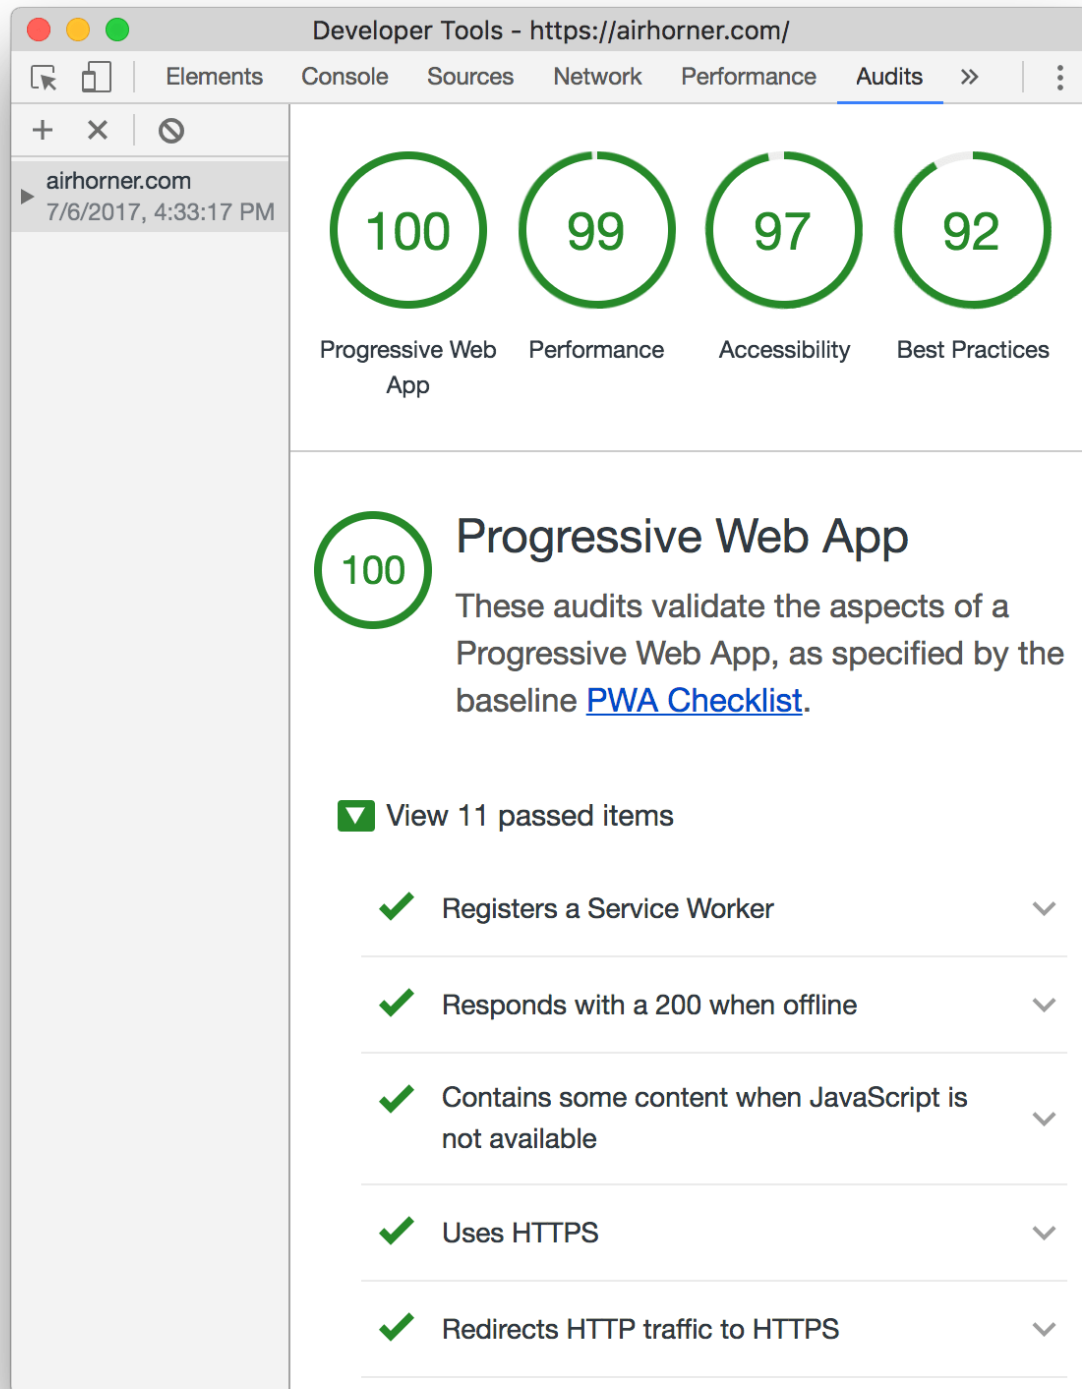 Developer Tools - https://airhorner.com/
Elements Console Sources Network Performance Audits »
airhorner.com
7/6/2017, 4:33:17 PM
100 99 97 92
Progressive Web App Performance Accessibility Best Practices
100
Progressive Web App
These audits validate the aspects of a
Progressive Web App, as specified by the
baseline PWA Checklist.
View 11 passed items
Registers a Service Worker
Responds with a 200 when offline
Contains some content when JavaScript is
not available
Uses HTTPS
Redirects HTTP traffic to HTTPS